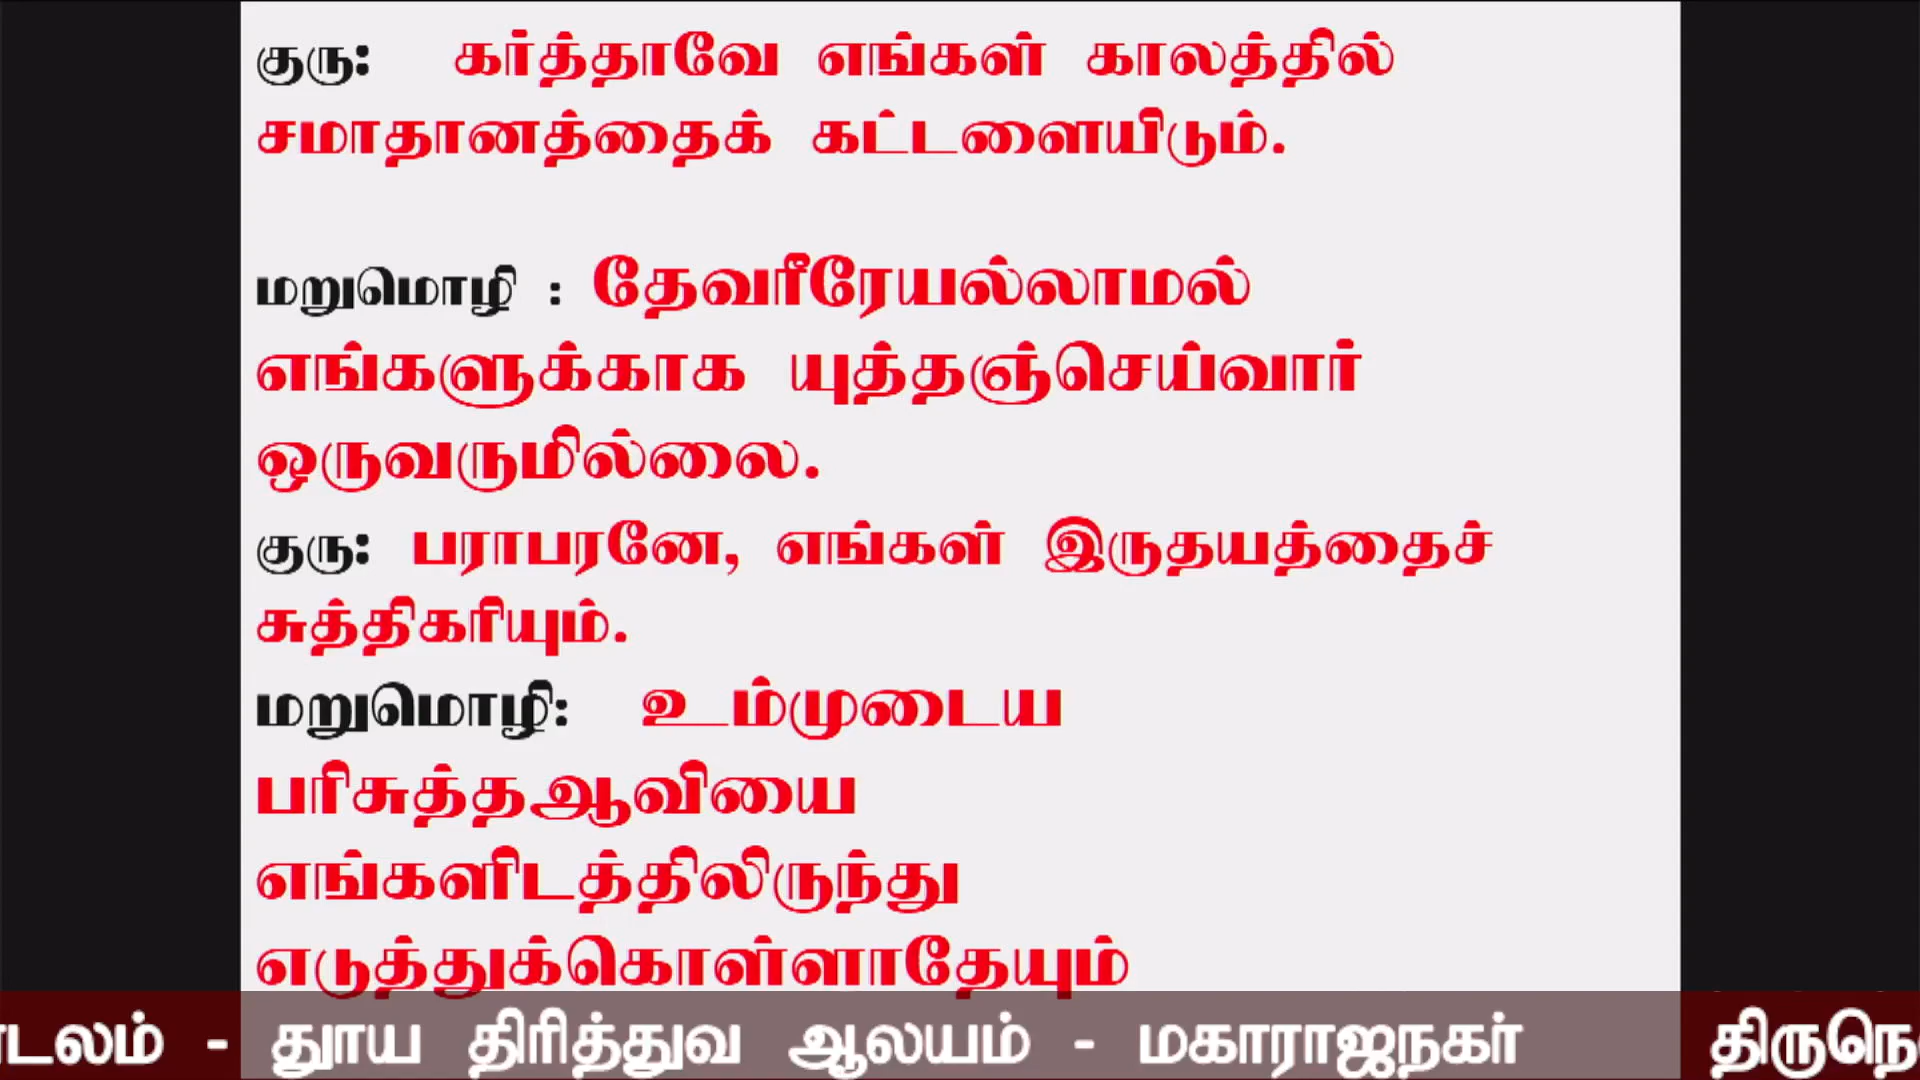 குரு: கர்த்தாவே எங்கள் காலத்தில்
சமாதானத்தைக் கட்டளையிடும்.
மறுமொழி : தேவரீரேயல்லாமல்
எங்களுக்காக யுத்தஞ்செய்வார்
ஒருவருமில்லை.
குரு: பராபரனே, எங்கள் இருதயத்தைச்
சுத்திகரியும்.
மறுமொழி: உம்முடைய
பரிசுத்தஆவியை
எங்களிடத்திலிருந்து
எடுத்துக்கொள்ளாதேயும்
- தூய திரித்துவ ஆலயம் - மகாராஜநகர்